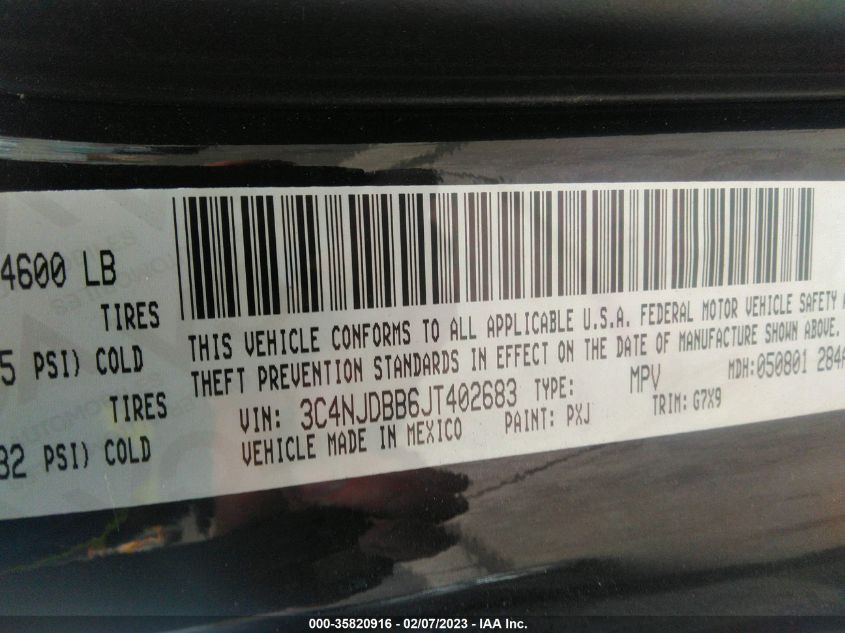 4600 LB
TIRES
5 PSI) COLD
TIRES
32 PSI) COLD
THIS VEHICLE CONFORMS TO ALL APPLICABLE U.S.A. FEDERAL MOTOR VEHICLE SAFETY
THEFT PREVENTION STANDARDS IN EFFECT ON THE DATE OF MANUFACTURE SHOWN ABOVE.
VIN: 3C4NJDBB6JT402683 TYPE: MPV MDH:050801 284
VEHICLE MADE IN MEXICO PAINT: PXJ TRIM: G7X9
000-35820916 - 02/07/2023 - IAA Inc.